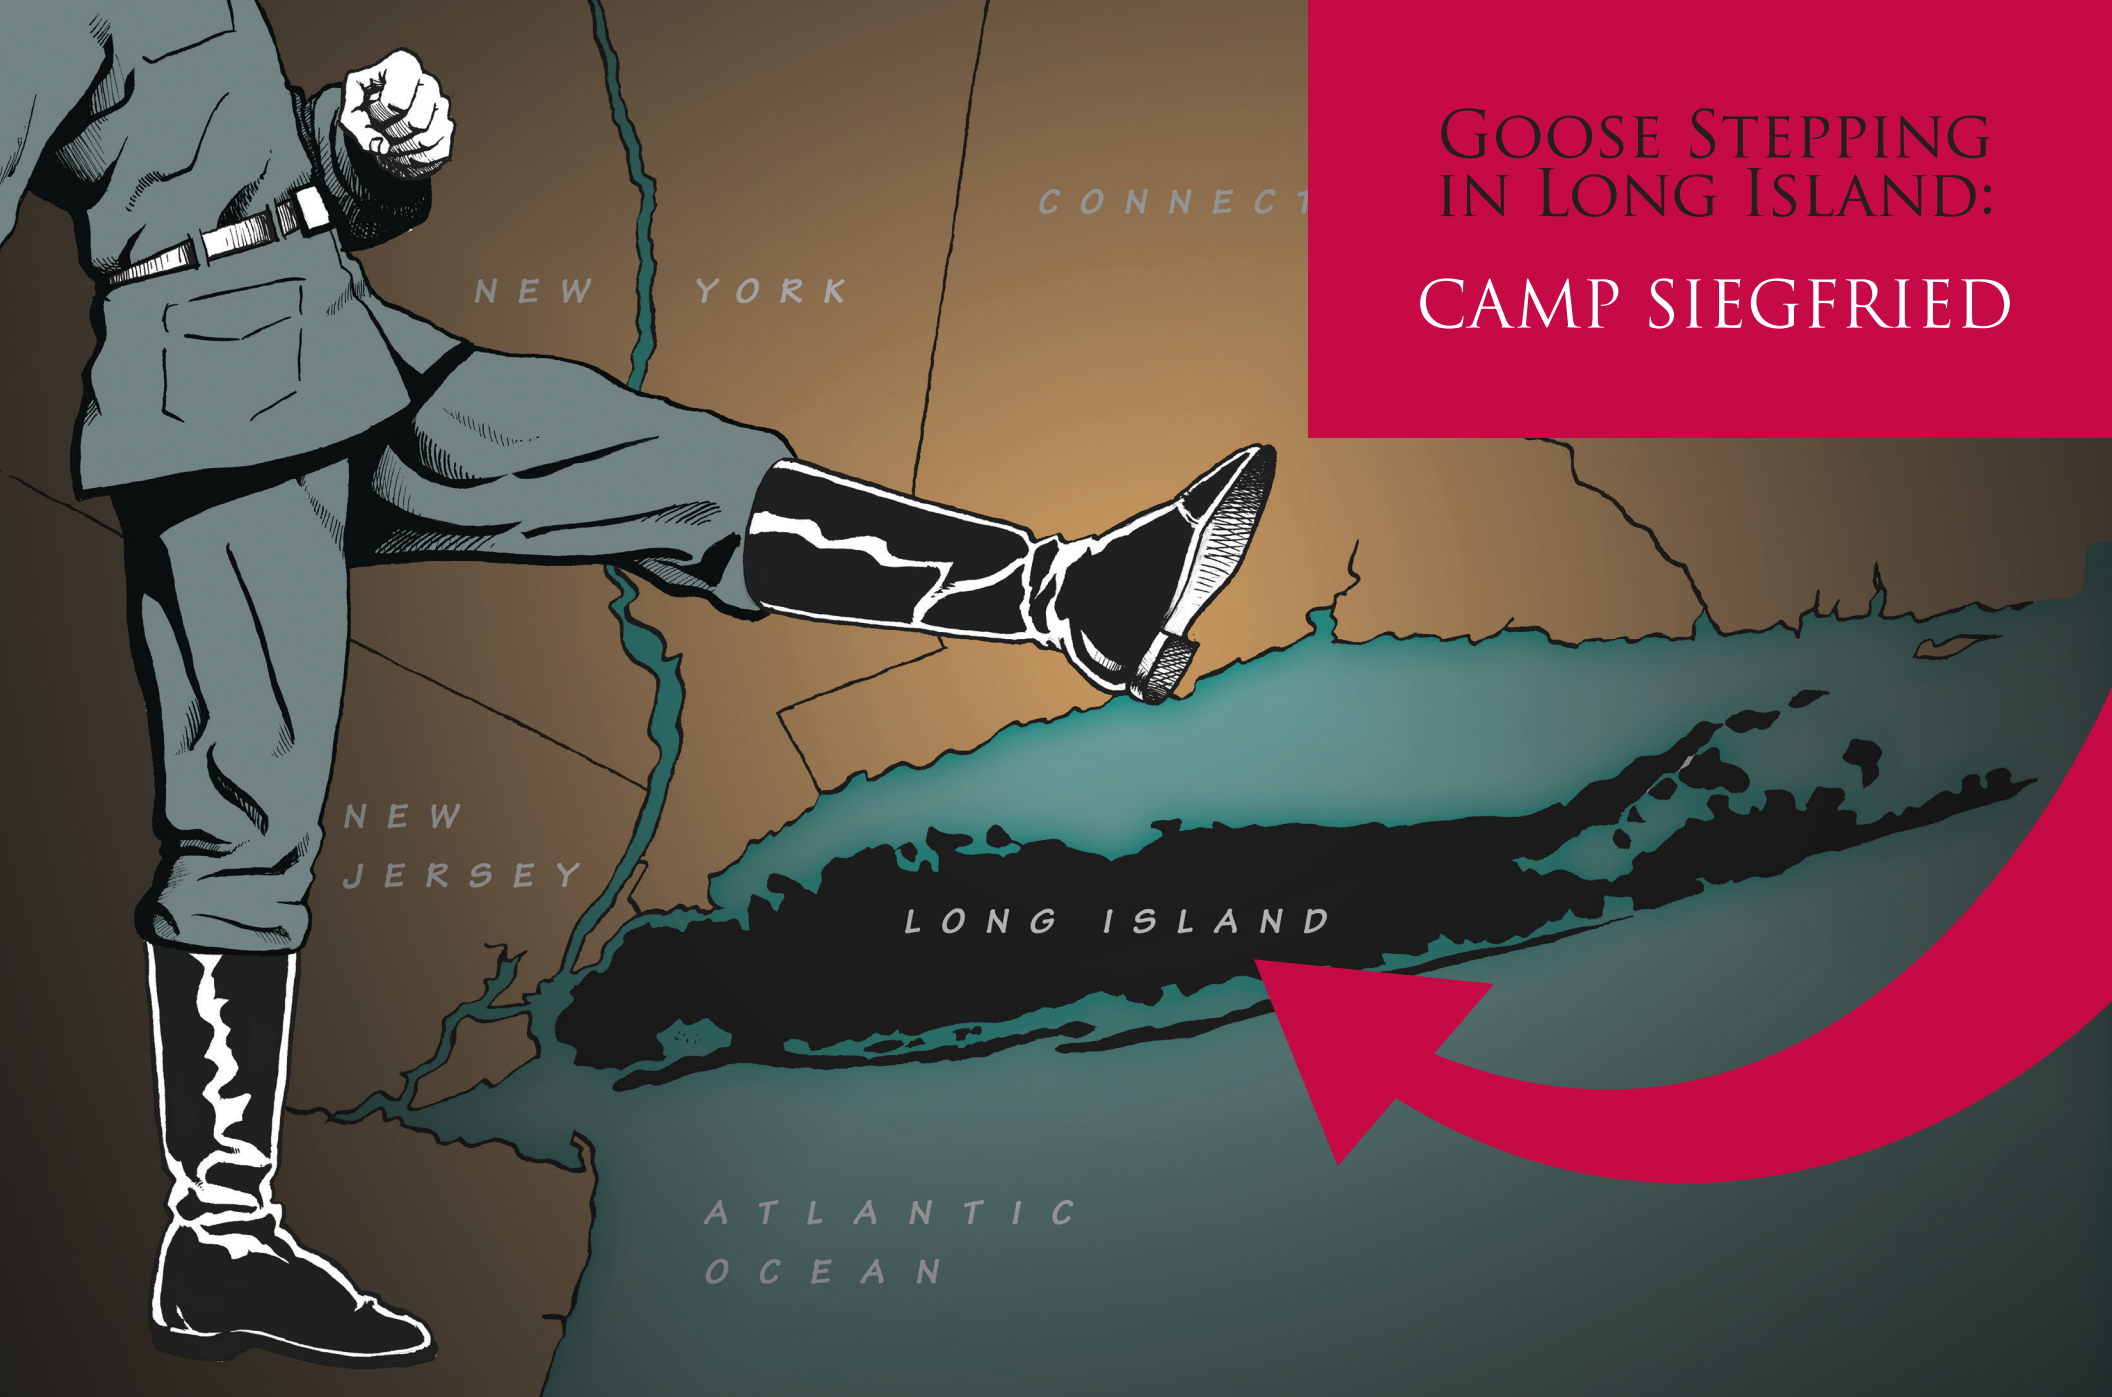 GOOSE STEPPING
IN LONG ISLAND:
CAMP SIEGFRIED
CONNECT
NEW YORK
NEW
JERSEY
LONG ISLAND
ATLANTIC
OCEAN